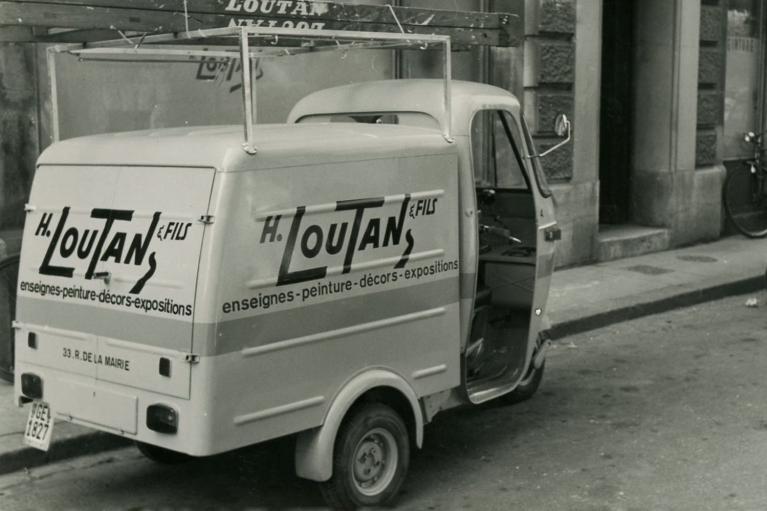 LOUTAN
H. LOUTAN & FILS
enseignes-peinture-décors-expositions
33. R. DE LA MAIRIE
GE
1827
H. LOUTAN & FILS
enseignes-peinture-décors-expositions